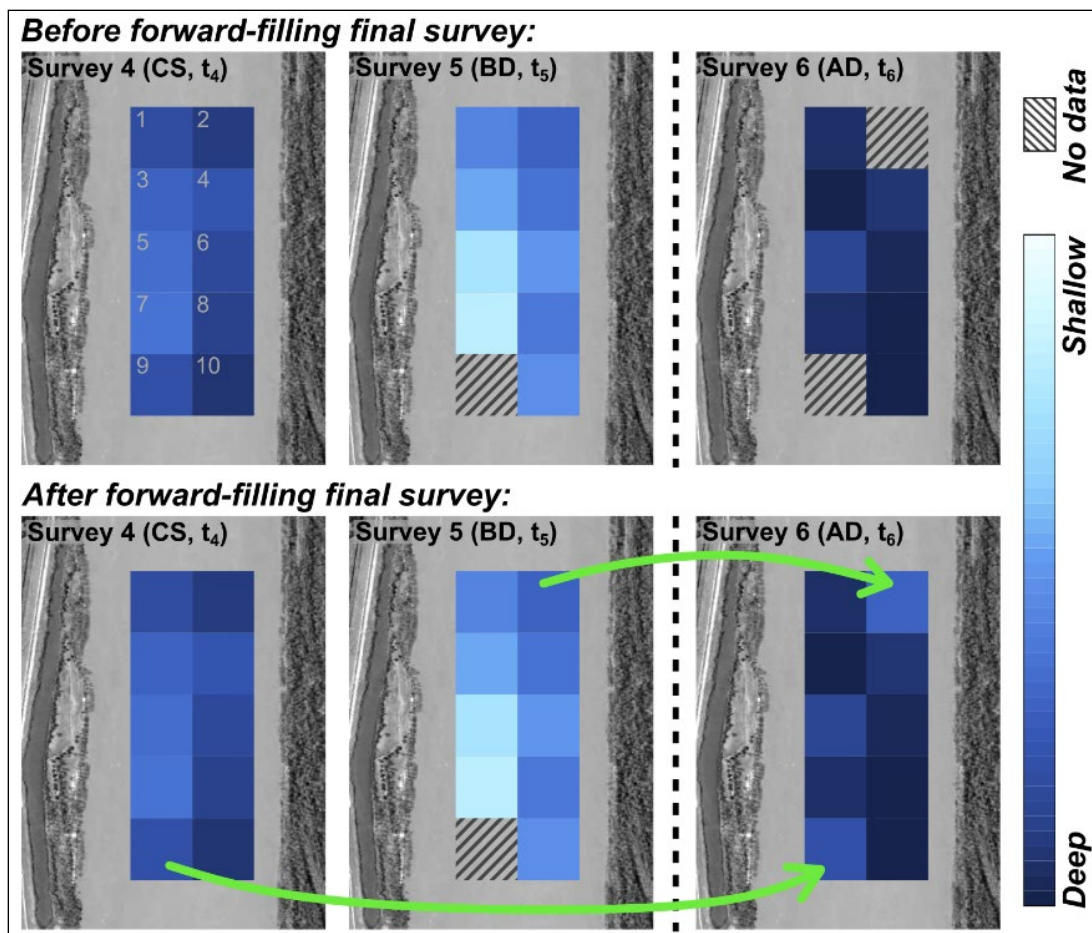 Before forward-filling final survey:
Survey 4 (CS, t₄)
Survey 5 (BD, t₅)
Survey 6 (AD, t₆)
1 2
3 4
5 6
7 8
9 10
No data
Shallow
Deep
After forward-filling final survey:
Survey 4 (CS, t₄)
Survey 5 (BD, t₅)
Survey 6 (AD, t₆)